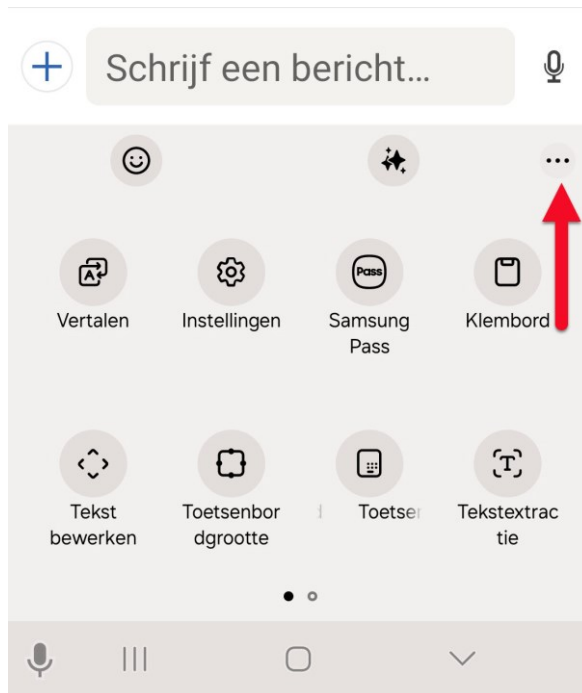 Schrijf een bericht...
Vertalen
Instellingen
Pass
Samsung
Pass
Klembord
Tekst
bewerken
Toetsenbor
dgrootte
Toetser
Tekstextrac
tie